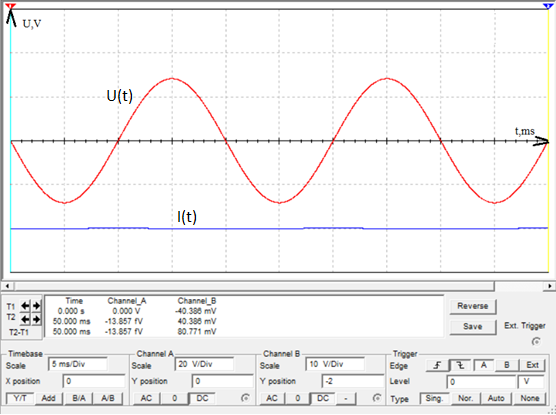 1 1
U,V
U(t)
t,ms
I(t)
Time Channel_A Channel_B
T1 0.000 s 0.000 V -40.386 mV
T2 50.000 ms -13.857 fV 40.386 mV
T2-T1 50.000 ms -13.857 fV 80.771 mV
Reverse
Save
Ext. Trigger
Timebase Channel A Channel B Trigger
Scale 5 ms/Div Scale 20 V/Div Scale 10 V/Div Edge A B Ext
X position 0 Y position 0 Y position -2 Level 0 V
Y/T Add B/A A/B AC 0 DC AC 0 DC - Type Sing. Nor. Auto None